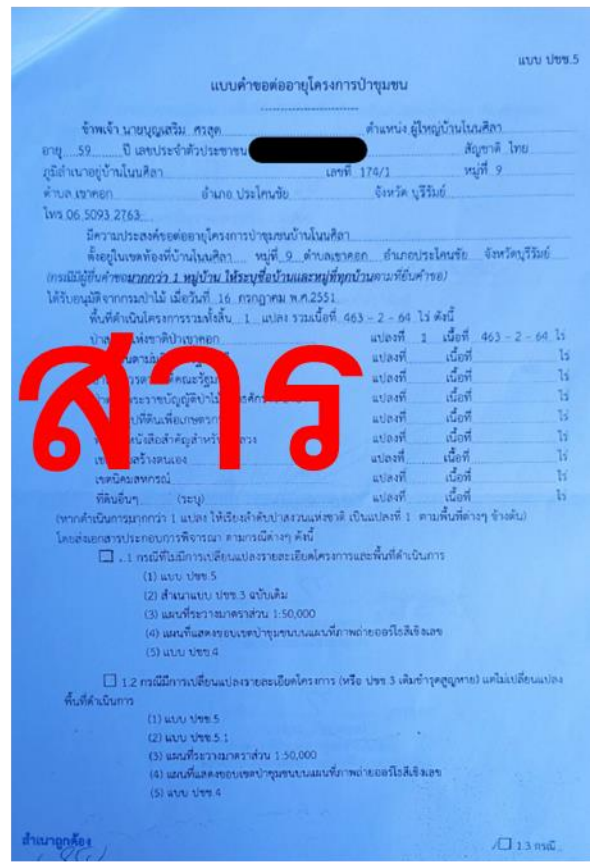 แบบ ปชช.5
แบบคำขอต่ออายุโครงการป่าชุมชน
ข้าพเจ้า นายบุญเสริม ศรสุด ตำแหน่ง ผู้ใหญ่บ้านโนนศิลา
อายุ 59 ปี เลขประจำตัวประชาชน สัญชาติ ไทย
ภูมิลำเนาอยู่บ้านโนนศิลา เลขที่ 174/1 หมู่ที่ 9
ตำบล เขาคอก อำเภอ ประโคนชัย จังหวัด บุรีรัมย์
โทร 06 5093 2763
มีความประสงค์ขอต่ออายุโครงการป่าชุมชนบ้านโนนศิลา
ตั้งอยู่ในเขตท้องที่บ้านโนนศิลา หมู่ที่ 9 ตำบลเขาคอก อำเภอประโคนชัย จังหวัดบุรีรัมย์
(กรณีมีผู้ยื่นคำขอมากกว่า 1 หมู่บ้าน ให้ระบุชื่อบ้านและหมู่ที่ทุกบ้านตามที่ยื่นคำขอ)
ได้รับอนุมัติจากกรมป่าไม้ เมื่อวันที่ 16 กรกฎาคม พ.ศ.2551
พื้นที่ดำเนินโครงการรวมทั้งสิ้น 1 แปลง รวมเนื้อที่ 463 - 2 - 64 ไร่ ดังนี้
แห่งชาติป่าเขาคอก แปลงที่ 1 เนื้อที่ 463 - 2 - 64 ไร่
แปลงที่ เนื้อที่ ไร่
แปลงที่ เนื้อที่ ไร่
แปลงที่ เนื้อที่ ไร่
แปลงที่ เนื้อที่ ไร่
แปลงที่ เนื้อที่ ไร่
สร้างตนเอง แปลงที่ เนื้อที่ ไร่
เขตนิคมสหกรณ์ แปลงที่ เนื้อที่ ไร่
ที่ดินอื่นๆ (ระบุ) แปลงที่ เนื้อที่ ไร่
สาร
(หากดำเนินการมากกว่า 1 แปลง ให้เรียงลำดับป่าสงวนแห่งชาติ เป็นแปลงที่ 1 ตามพื้นที่ต่างๆ ข้างต้น)
โดยส่งเอกสารประกอบการพิจารณา ตามกรณีต่างๆ ดังนี้
☐ .1 กรณีที่ไม่มีการเปลี่ยนแปลงรายละเอียดโครงการและพื้นที่ดำเนินการ
(1) แบบ ปชช.5
(2) สำเนาแบบ ปชช.3 ฉบับเดิม
(3) แผนที่ระวางมาตราส่วน 1:50,000
(4) แผนที่แสดงขอบเขตป่าชุมชนบนแผนที่ภาพถ่ายออร์โธสีเชิงเลข
(5) แบบ ปชช.4
☐ 1.2 กรณีมีการเปลี่ยนแปลงรายละเอียดโครงการ (หรือ ปชช.3 เดิมชำรุดสูญหาย) แต่ไม่เปลี่ยนแปลง
พื้นที่ดำเนินการ
(1) แบบ ปชช.5
(2) แบบ ปชช.5.1
(3) แผนที่ระวางมาตราส่วน 1:50,000
(4) แผนที่แสดงขอบเขตป่าชุมชนบนแผนที่ภาพถ่ายออร์โธสีเชิงเลข
(5) แบบ ปชช.4
สำเนาถูกต้อง
/☐ 1.3 กรณี..